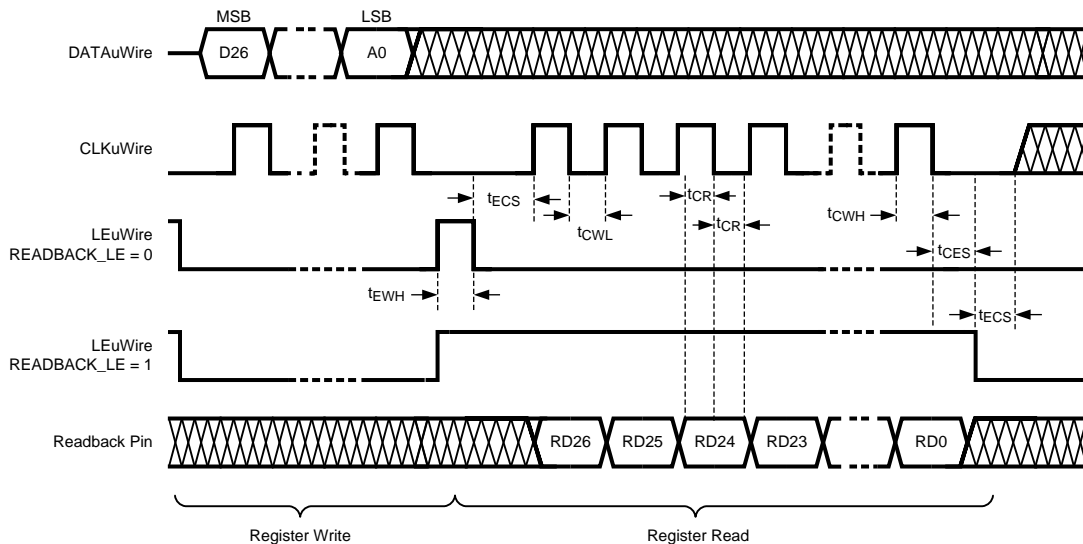 MSB
LSB
DATAuWire
D26
A0
CLKuWire
tECS
tCWL
tCR
tCR
tCWH
LEuWire
READBACK_LE = 0
tCES
tEWH
tECS
LEuWire
READBACK_LE = 1
Readback Pin
RD26
RD25
RD24
RD23
RD0
Register Write
Register Read